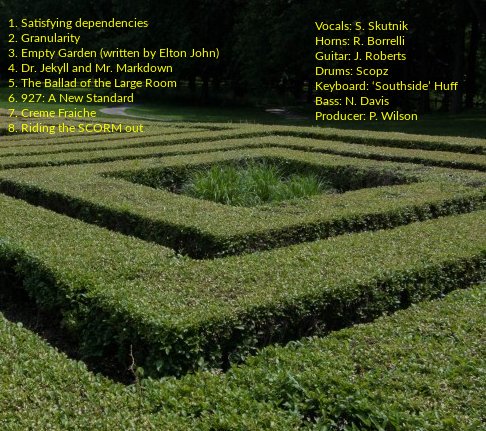 1. Satisfying dependencies
2. Granularity
3. Empty Garden (written by Elton John)
4. Dr. Jekyll and Mr. Markdown
5. The Ballad of the Large Room
6. 927: A New Standard
7. Creme Fraiche
8. Riding the SCORM out
Vocals: S. Skutnik
Horns: R. Borrelli
Guitar: J. Roberts
Drums: Scopz
Keyboard: ‘Southside’ Huff
Bass: N. Davis
Producer: P. Wilson